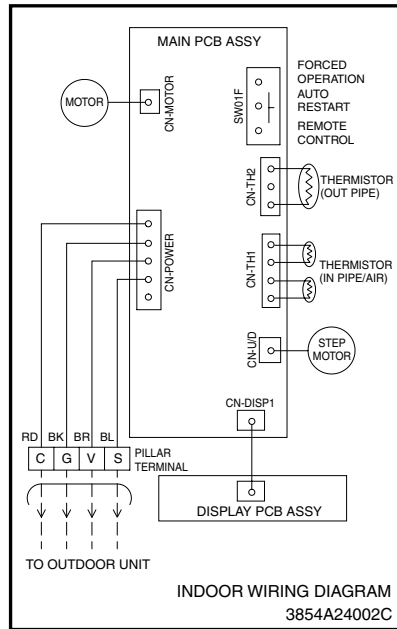 MAIN PCB ASSY
MOTOR
CN-MOTOR
SW01F
FORCED
OPERATION
AUTO
RESTART
REMOTE
CONTROL
CN-TH2
THERMISTOR
(OUT PIPE)
CN-POWER
CN-TH1
THERMISTOR
(IN PIPE/AIR)
CN-U/D
STEP
MOTOR
CN-DISP1
RD BK BR BL
C G V S
PILLAR
TERMINAL
DISPLAY PCB ASSY
TO OUTDOOR UNIT
INDOOR WIRING DIAGRAM
3854A24002C